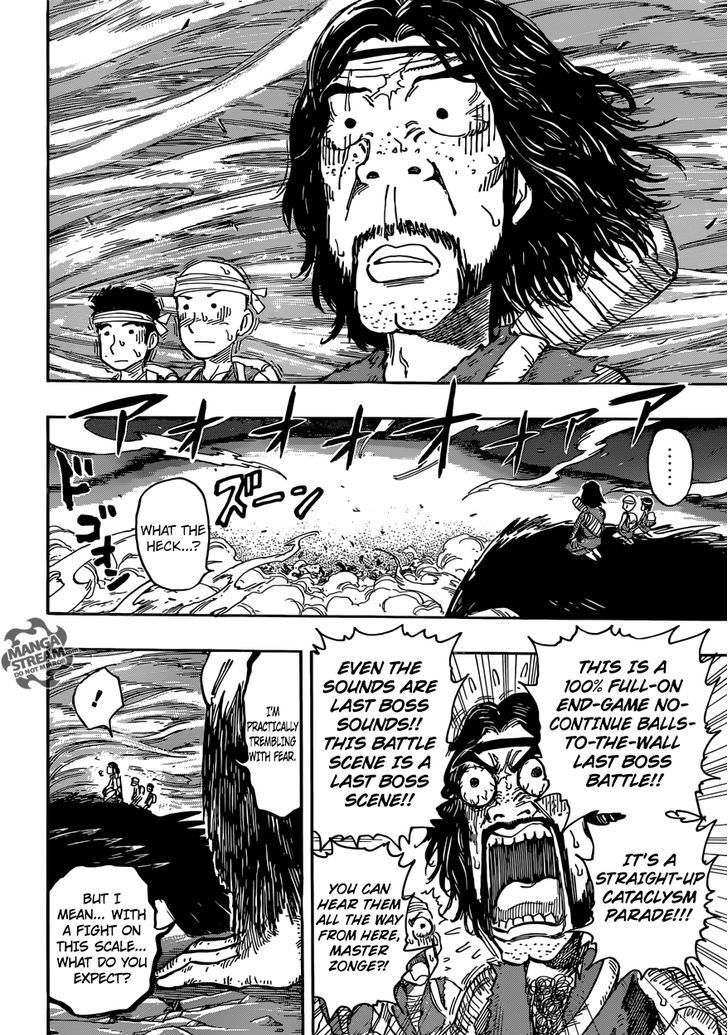 アオオオオアア
.....
ド
ゴォン
ズーン
WHAT THE
HECK...?
THIS IS A
100% FULL-ON
END-GAME NO-
CONTINUE BALLS-
TO-THE-WALL
LAST BOSS
BATTLE!!
EVEN THE
SOUNDS ARE
LAST BOSS
SOUNDS!!
THIS BATTLE
SCENE IS A
LAST BOSS
SCENE!!
IT'S A
STRAIGHT-UP
CATACLYSM
PARADE!!!
YOU CAN
HEAR THEM
ALL THE WAY
FROM HERE,
MASTER
ZONGE?!
I'M
PRACTICALLY
TREMBLING
WITH FEAR.
!
BUT I
MEAN... WITH
A FIGHT ON
THIS SCALE...
WHAT DO YOU
EXPECT?
MANGA
STREAM
DO NOT MIRROR